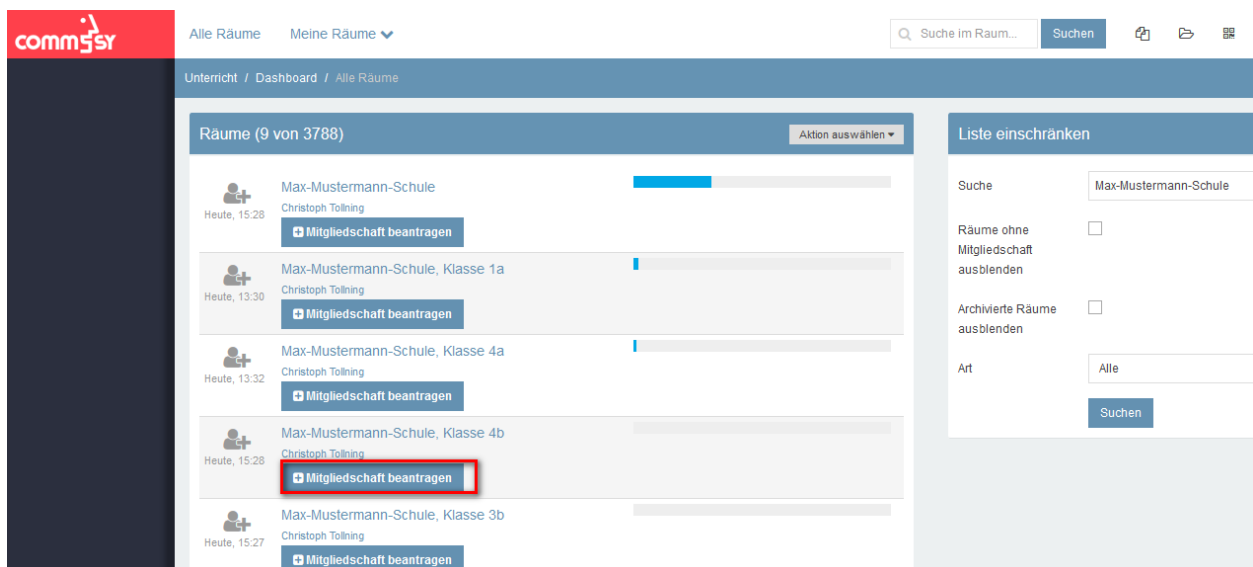 commsy
Alle Räume Meine Räume
Suche im Raum... Suchen
Unterricht / Dashboard / Alle Räume
Räume (9 von 3788) Aktion auswählen
Max-Mustermann-Schule
Christoph Tollning
Heute, 15:28
Mitgliedschaft beantragen
Max-Mustermann-Schule, Klasse 1a
Christoph Tollning
Heute, 13:30
Mitgliedschaft beantragen
Max-Mustermann-Schule, Klasse 4a
Christoph Tollning
Heute, 13:32
Mitgliedschaft beantragen
Max-Mustermann-Schule, Klasse 4b
Christoph Tollning
Heute, 15:28
Mitgliedschaft beantragen
Max-Mustermann-Schule, Klasse 3b
Christoph Tollning
Heute, 15:27
Mitgliedschaft beantragen
Liste einschränken
Suche Max-Mustermann-Schule
Räume ohne
Mitgliedschaft
ausblenden
Archivierte Räume
ausblenden
Art Alle
Suchen